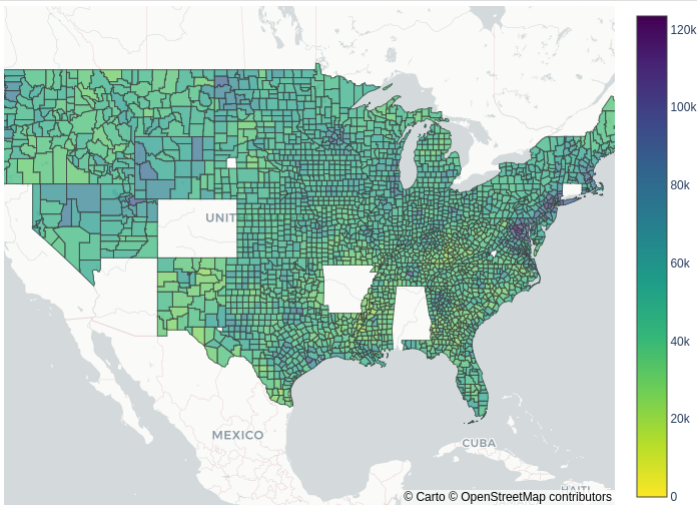 120k
100k
80k
UNIT
60k
40k
20k
MEXICO
CUBA
HAITI
0
© Carto © OpenStreetMap contributors